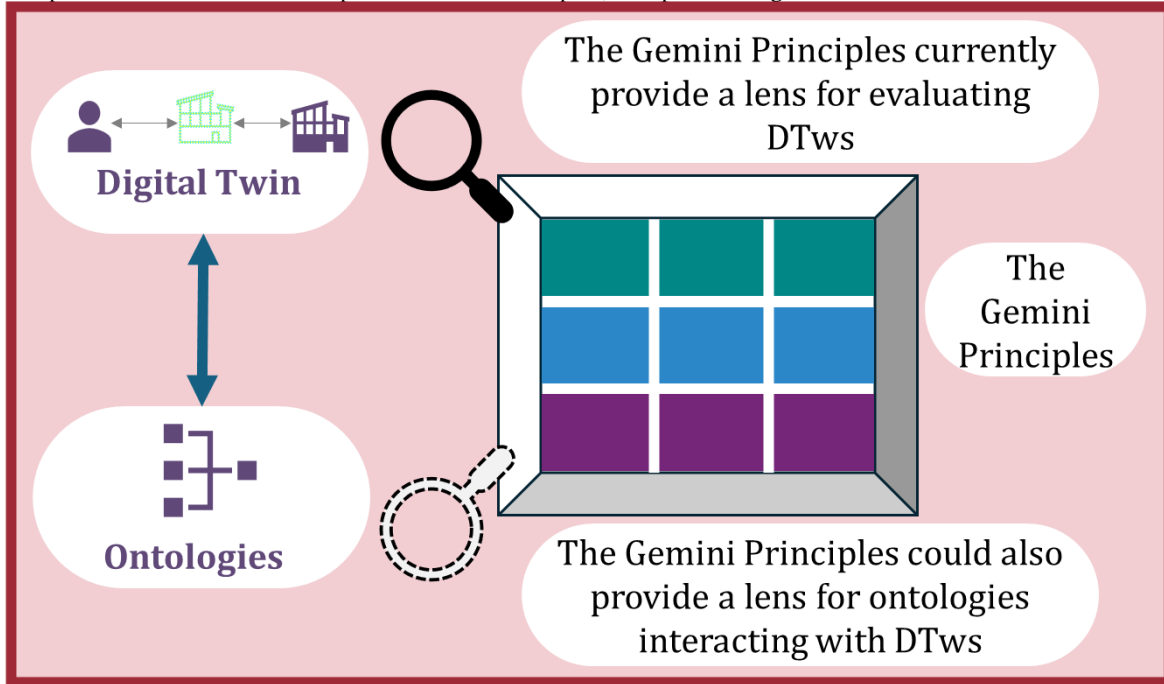 The Gemini Principles currently
provide a lens for evaluating
DTws
Digital Twin
The
Gemini
Principles
Ontologies
The Gemini Principles could also
provide a lens for ontologies
interacting with DTws